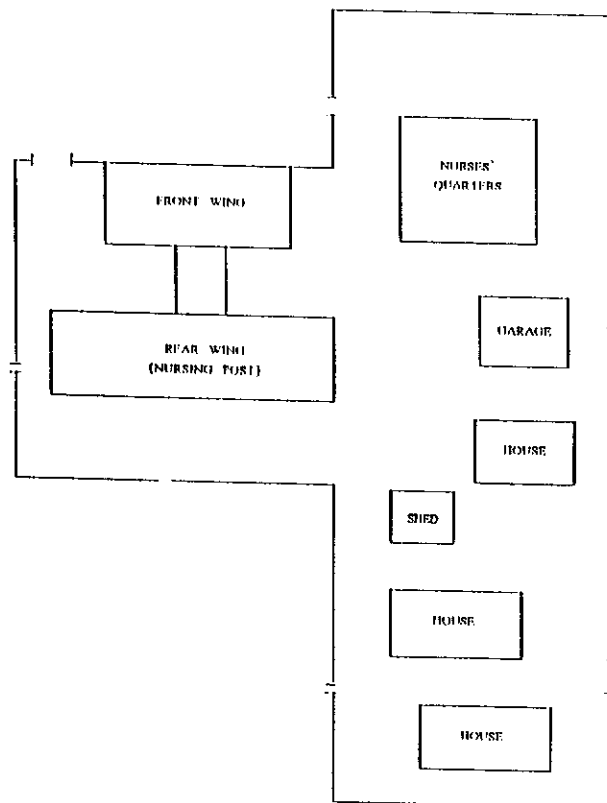 NURSES'
QUARTERS
FRONT WING
GARAGE
REAR WING
(NURSING POST)
HOUSE
SHED
HOUSE
HOUSE